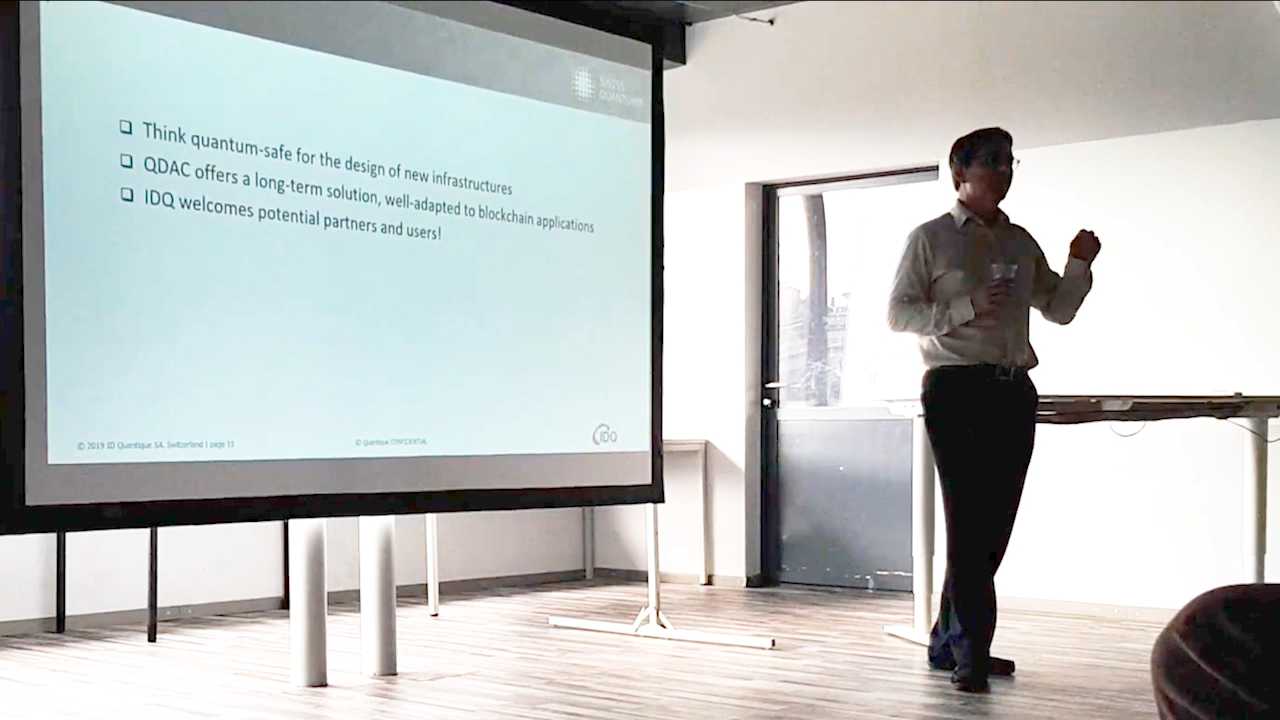 SWISS
QUANTUM
❑ Think quantum-safe for the design of new infrastructures
❑ QDAC offers a long-term solution, well-adapted to blockchain applications
❑ IDQ welcomes potential partners and users!
© 2019 ID Quantique SA, Switzerland | page 11
ID Quantique CONFIDENTIAL
IDQ